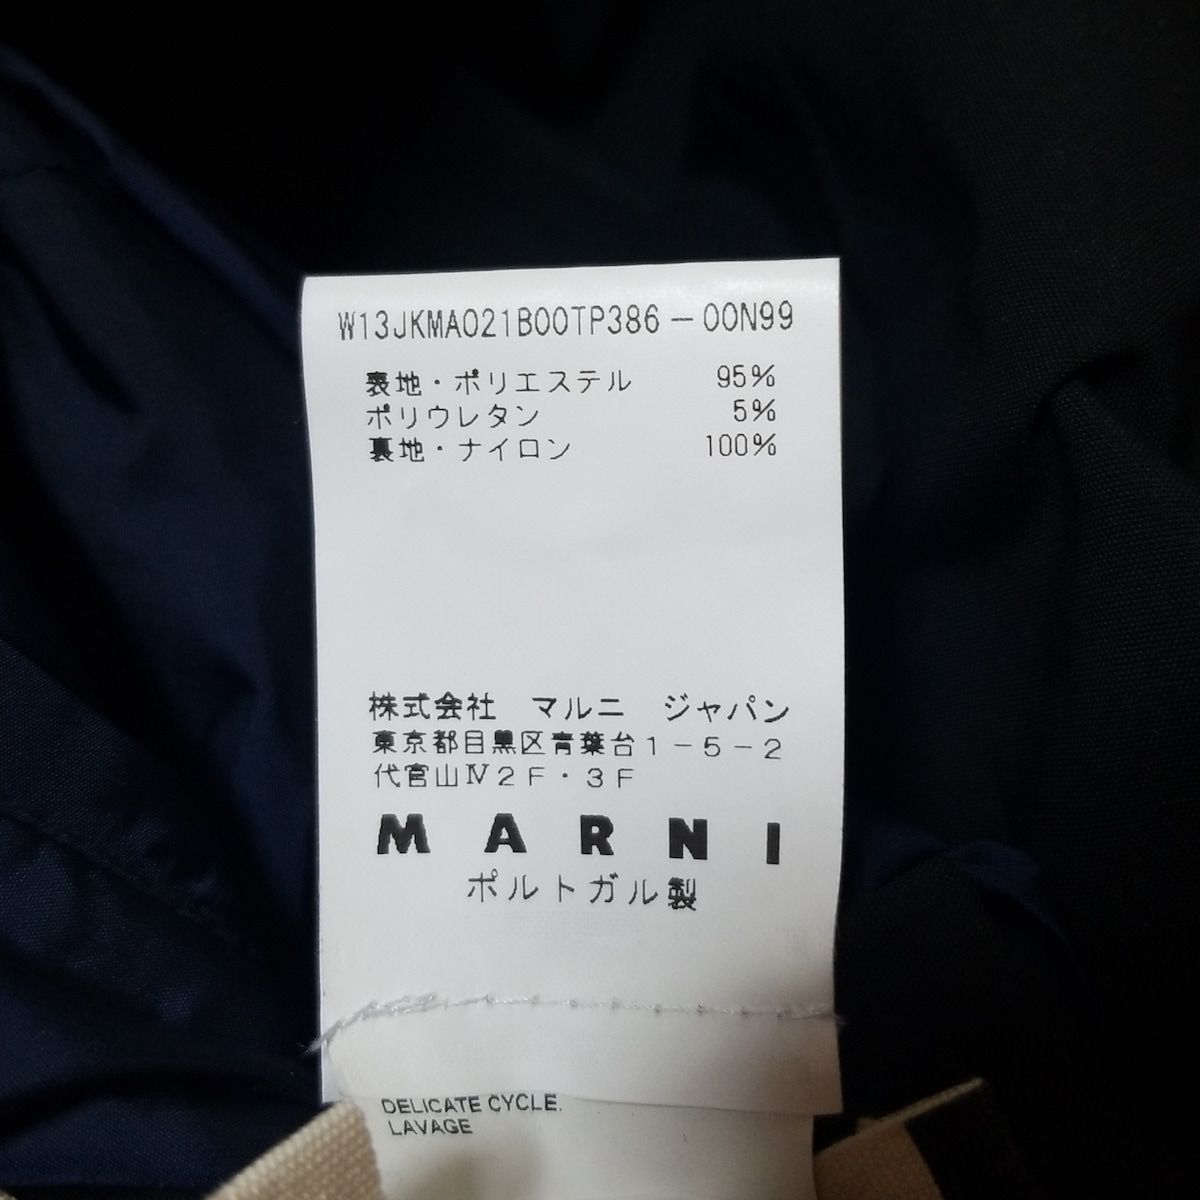 W13JKMA021B00TP386－00N99
表地・ポリエステル 95%
ポリウレタン 5%
裏地・ナイロン 100%
株式会社 マルニ ジャパン
東京都目黒区青葉台1－5－2
代官山Ⅳ2F・3F
MARNI
ポルトガル製
DELICATE CYCLE.
LAVAGE